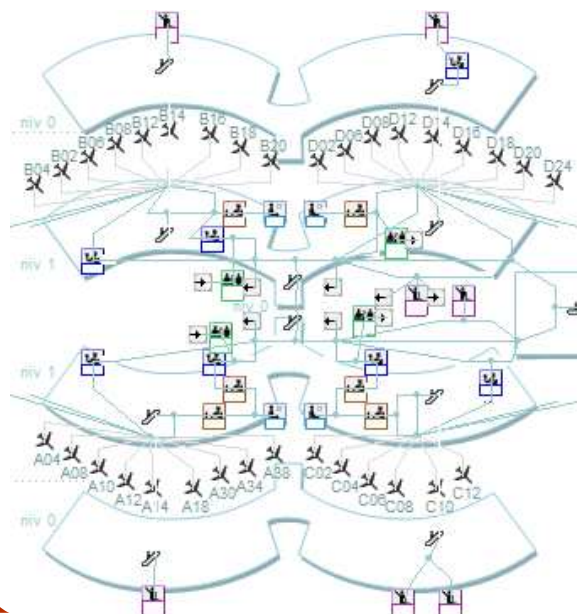 niv 0
B04
B02
B06
B08
B12
B14
B16
B18
B20
D02
D06
D08
D12
D14
D16
D18
D20
D24
niv 1
niv 0
niv 1
A04
A08
A10
A12
A14
A18
A30
A34
A38
C02
C04
C06
C08
C10
C12
niv 0